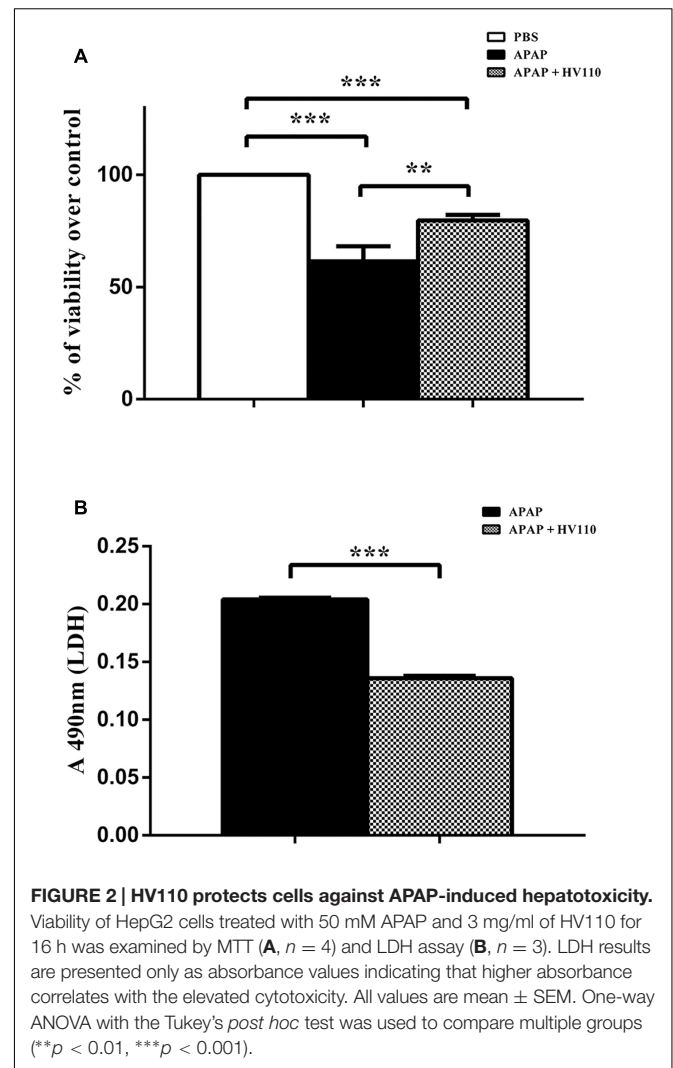 A
PBS
APAP
APAP + HV110
***
***
**
100
50
0
% of viability over control
B
APAP
APAP + HV110
***
0.25
0.20
0.15
0.10
0.05
0.00
A 490nm (LDH)
FIGURE 2 | HV110 protects cells against APAP-induced hepatotoxicity.
Viability of HepG2 cells treated with 50 mM APAP and 3 mg/ml of HV110 for
16 h was examined by MTT (A, n = 4) and LDH assay (B, n = 3). LDH results
are presented only as absorbance values indicating that higher absorbance
correlates with the elevated cytotoxicity. All values are mean ± SEM. One-way
ANOVA with the Tukey's post hoc test was used to compare multiple groups
(**p < 0.01, ***p < 0.001).